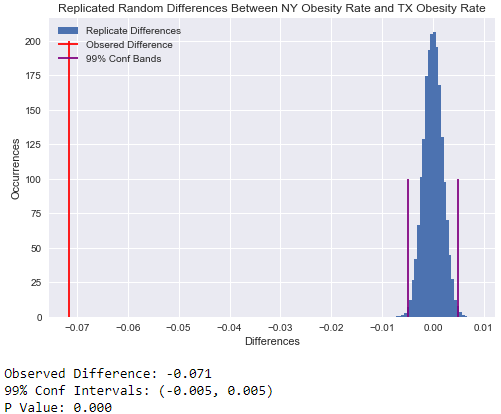 Replicated Random Differences Between NY Obesity Rate and TX Obesity Rate
Replicate Differences
Obsered Difference
99% Conf Bands
200
175
150
125
100
75
50
25
0
Occurrences
−0.07 −0.06 −0.05 −0.04 −0.03 −0.02 −0.01 0.00 0.01
Differences
Observed Difference: -0.071
99% Conf Intervals: (-0.005, 0.005)
P Value: 0.000